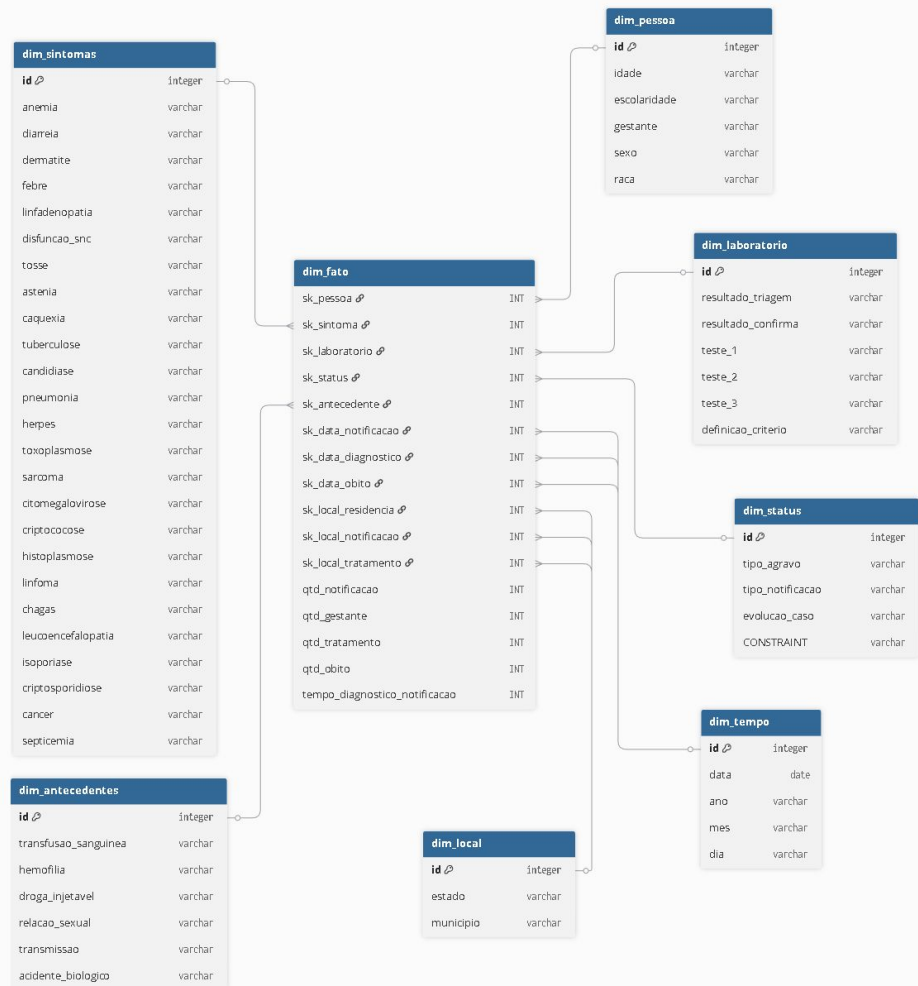 dim_sintomas
id integer
anemia varchar
diarreia varchar
dermatite varchar
febre varchar
linfadenopatia varchar
disfuncao_snc varchar
tosse varchar
astenia varchar
caquexia varchar
tuberculose varchar
candidiase varchar
pneumonia varchar
herpes varchar
toxoplasmose varchar
sarcoma varchar
citomegalovirose varchar
criptococose varchar
histoplasmose varchar
linfoma varchar
chagas varchar
leucoencefalopatia varchar
isoporiase varchar
criptosporidiose varchar
cancer varchar
septicemia varchar
dim_antecedentes
id integer
transfusao_sanguinea varchar
hemofilia varchar
droga_injetavel varchar
relacao_sexual varchar
transmissao varchar
acidente_biologico varchar
dim_fato
sk_pessoa INT
sk_sintoma INT
sk_laboratorio INT
sk_status INT
sk_antecedente INT
sk_data_notificacao INT
sk_data_diagnostico INT
sk_data_obito INT
sk_local_residencia INT
sk_local_notificacao INT
sk_local_tratamento INT
qtd_notificacao INT
qtd_gestante INT
qtd_tratamento INT
qtd_obito INT
tempo_diagnostico_notificacao INT
dim_local
id integer
estado varchar
municipio varchar
dim_pessoa
id integer
idade varchar
escolaridade varchar
gestante varchar
sexo varchar
raca varchar
dim_laboratorio
id integer
resultado_triagem varchar
resultado_confirma varchar
teste_1 varchar
teste_2 varchar
teste_3 varchar
definicao_criterio varchar
dim_status
id integer
tipo_agravo varchar
tipo_notificacao varchar
evolucao_caso varchar
CONSTRAINT varchar
dim_tempo
id integer
data date
ano varchar
mes varchar
dia varchar